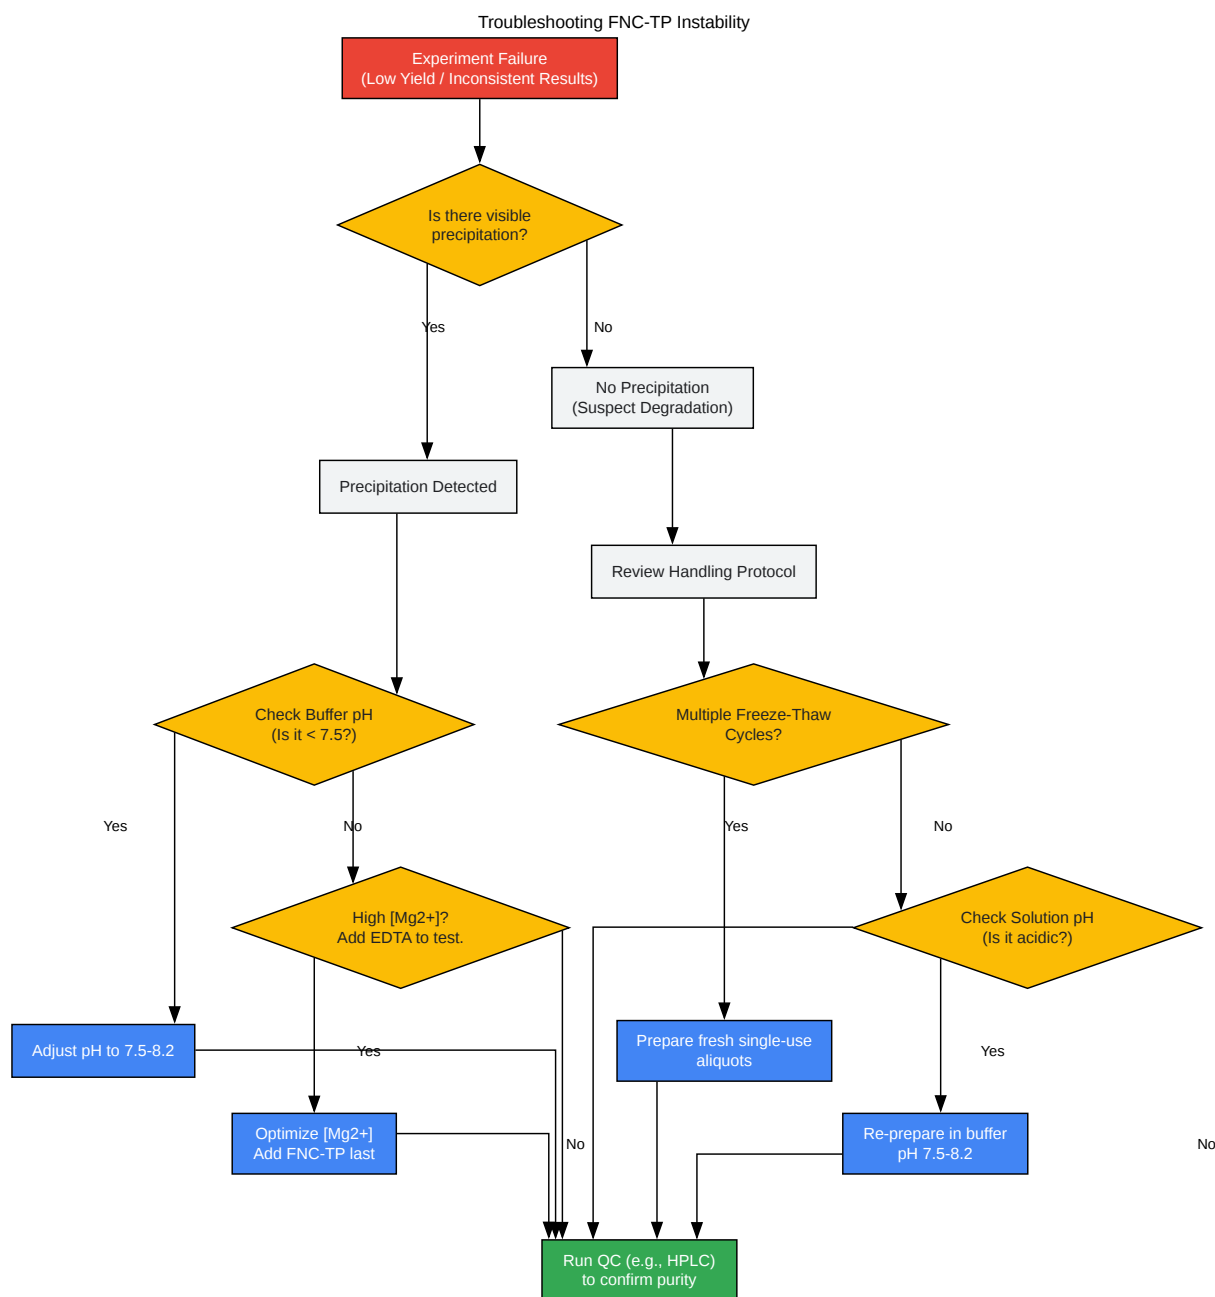 Troubleshooting FNC-TP Instability
Experiment Failure
(Low Yield / Inconsistent Results)
Is there visible
precipitation?
Yes
No
No Precipitation
(Suspect Degradation)
Precipitation Detected
Review Handling Protocol
Check Buffer pH
(Is it < 7.5?)
Multiple Freeze-Thaw
Cycles?
Yes
No
Yes
No
High [Mg2+]?
Add EDTA to test.
Check Solution pH
(Is it acidic?)
Adjust pH to 7.5-8.2
Yes
Prepare fresh single-use
aliquots
Yes
Optimize [Mg2+]
Add FNC-TP last
No
Re-prepare in buffer
pH 7.5-8.2
No
Run QC (e.g., HPLC)
to confirm purity